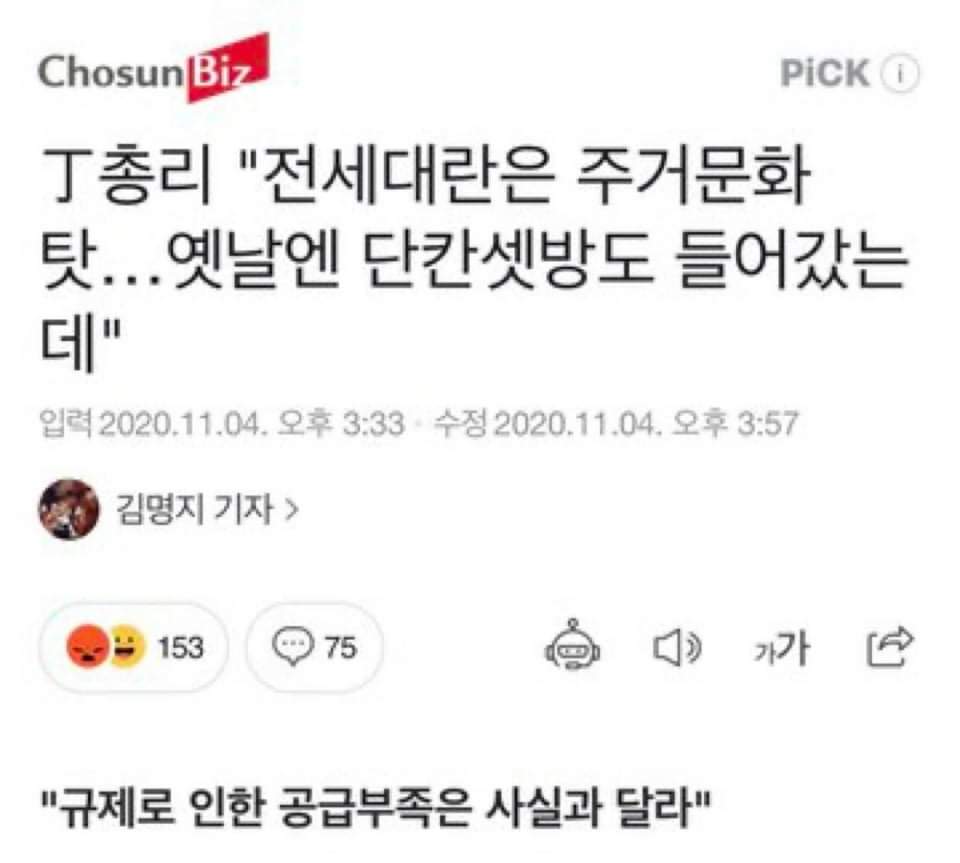 ChosunBiz
PiCK i
丁총리 "전세대란은 주거문화
탓...옛날엔 단칸셋방도 들어갔는
데"
입력 2020.11.04. 오후 3:33 · 수정 2020.11.04. 오후 3:57
김명지 기자 >
153 75 가가
"규제로 인한 공급부족은 사실과 달라"